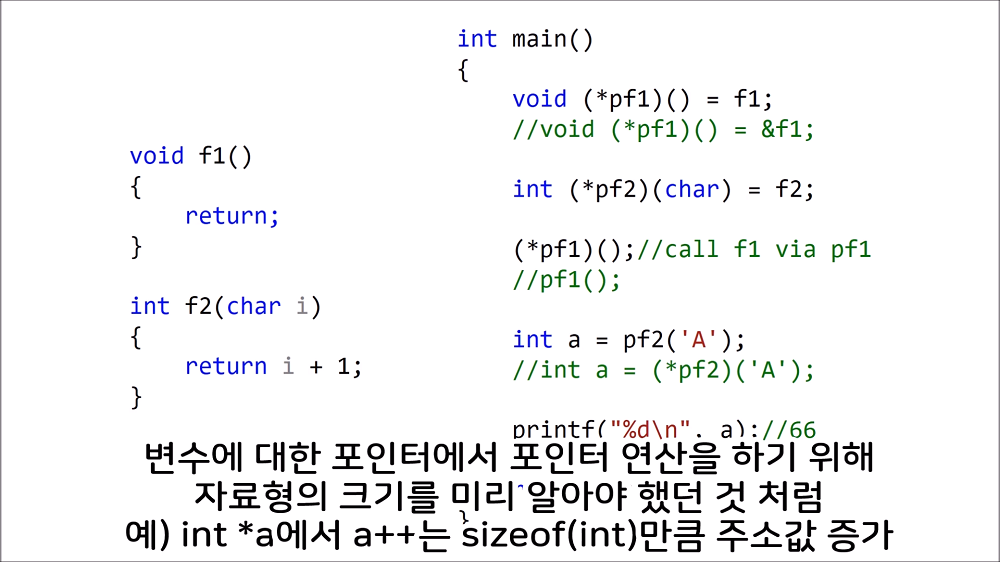 void f1()
{
    return;
}
int f2(char i)
{
    return i + 1;
}
int main()
{
    void (*pf1)() = f1;
    //void (*pf1)() = &f1;
    int (*pf2)(char) = f2;
    (*pf1)();//call f1 via pf1
    //pf1();
    int a = pf2('A');
    //int a = (*pf2)('A');
    printf("%d\n", a);//66
}
변수에 대한 포인터에서 포인터 연산을 하기 위해
자료형의 크기를 미리 알아야 했던 것 처럼
예) int *a에서 a++는 sizeof(int)만큼 주소값 증가